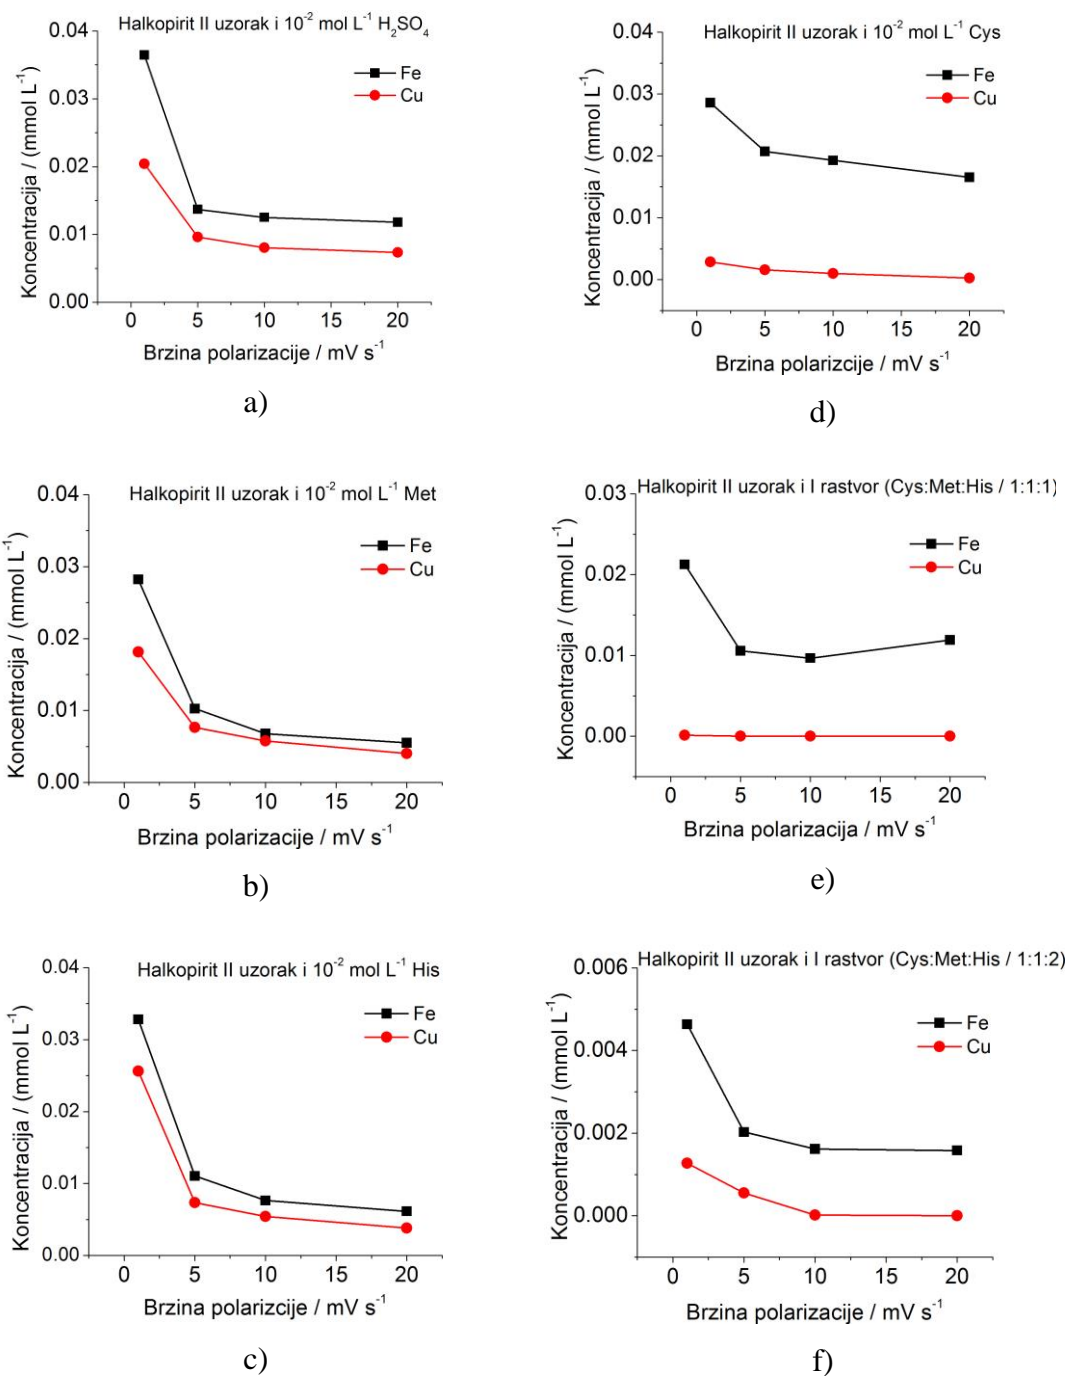 Halkopirit II uzorak i 10⁻² mol L⁻¹ H₂SO₄
Fe
Cu
Koncentracija / (mmol L⁻¹)
0.04
0.03
0.02
0.01
0.00
0 5 10 15 20
Brzina polarizacije / mV s⁻¹
a)
Halkopirit II uzorak i 10⁻² mol L⁻¹ Cys
Fe
Cu
Koncentracija / (mmol L⁻¹)
0.04
0.03
0.02
0.01
0.00
0 5 10 15 20
Brzina polarizcije / mV s⁻¹
d)
Halkopirit II uzorak i 10⁻² mol L⁻¹ Met
Fe
Cu
Koncentracija / (mmol L⁻¹)
0.04
0.03
0.02
0.01
0.00
0 5 10 15 20
Brzina polarizacije / mV s⁻¹
b)
Halkopirit II uzorak i I rastvor (Cys:Met:His / 1:1:1)
Fe
Cu
Koncentracija / (mmol L⁻¹)
0.03
0.02
0.01
0.00
0 5 10 15 20
Brzina polarizacija / mV s⁻¹
e)
Halkopirit II uzorak i 10⁻² mol L⁻¹ His
Fe
Cu
Koncentracija / (mmol L⁻¹)
0.04
0.03
0.02
0.01
0.00
0 5 10 15 20
Brzina polarizcije / mV s⁻¹
c)
Halkopirit II uzorak i I rastvor (Cys:Met:His / 1:1:2)
Fe
Cu
Koncentracija / (mmol L⁻¹)
0.006
0.004
0.002
0.000
0 5 10 15 20
Brzina polarizacije / mV s⁻¹
f)